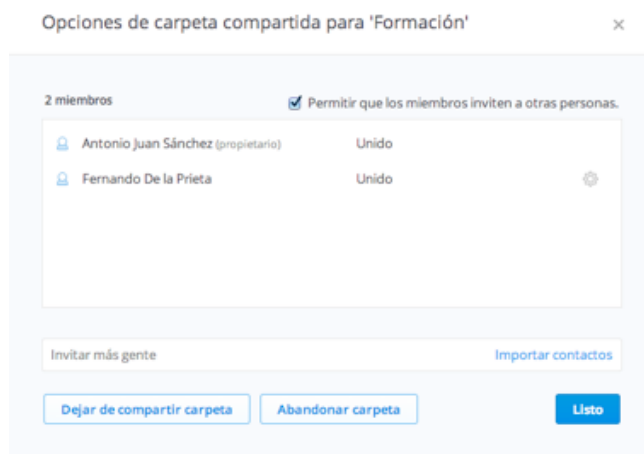 Opciones de carpeta compartida para 'Formación'
2 miembros
Permitir que los miembros inviten a otras personas.
Antonio Juan Sánchez (propietario) Unido
Fernando De la Prieta Unido
Invitar más gente
Importar contactos
Dejar de compartir carpeta
Abandonar carpeta
Listo